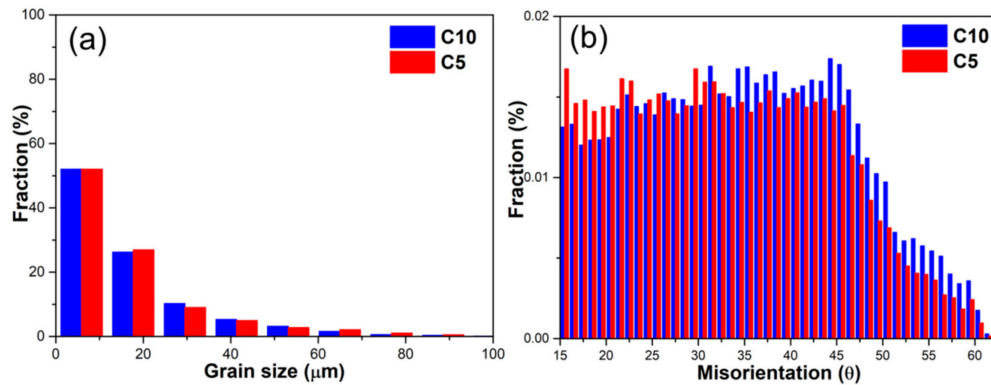 (a)
C10
C5
Fraction (%)
100
80
60
40
20
0
0 20 40 60 80 100
Grain size (μm)
(b)
C10
C5
Fraction (%)
0.02
0.01
0.00
15 20 25 30 35 40 45 50 55 60
Misorientation (θ)